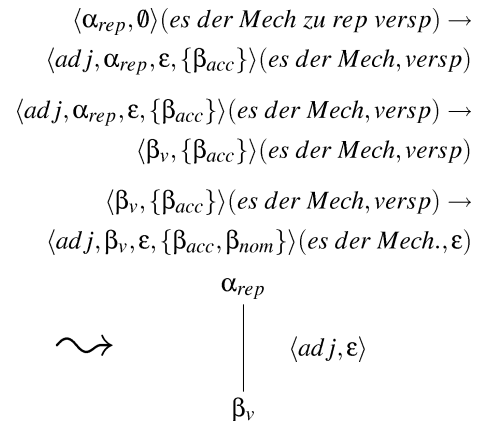 ⟨α_rep, ∅⟩(es der Mech zu rep versp) →
⟨adj, α_rep, ε, {β_acc}⟩(es der Mech, versp)
⟨adj, α_rep, ε, {β_acc}⟩(es der Mech, versp) →
⟨β_v, {β_acc}⟩(es der Mech, versp)
⟨β_v, {β_acc}⟩(es der Mech, versp) →
⟨adj, β_v, ε, {β_acc, β_nom}⟩(es der Mech., ε)
α_rep
⇝ ⟨adj, ε⟩
β_v